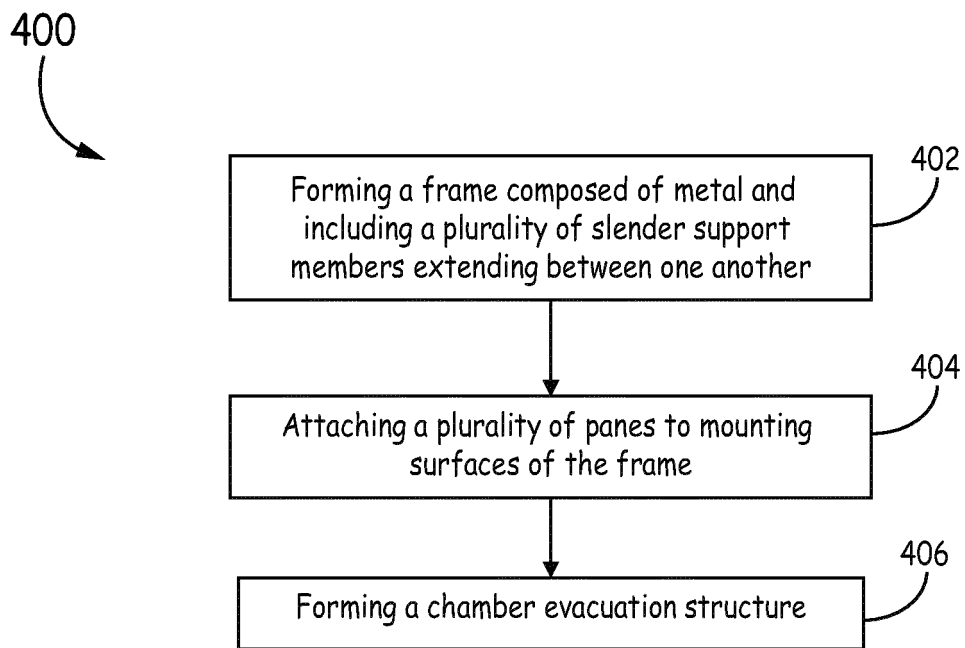 400
402
Forming a frame composed of metal and
including a plurality of slender support
members extending between one another
404
Attaching a plurality of panes to mounting
surfaces of the frame
406
Forming a chamber evacuation structure